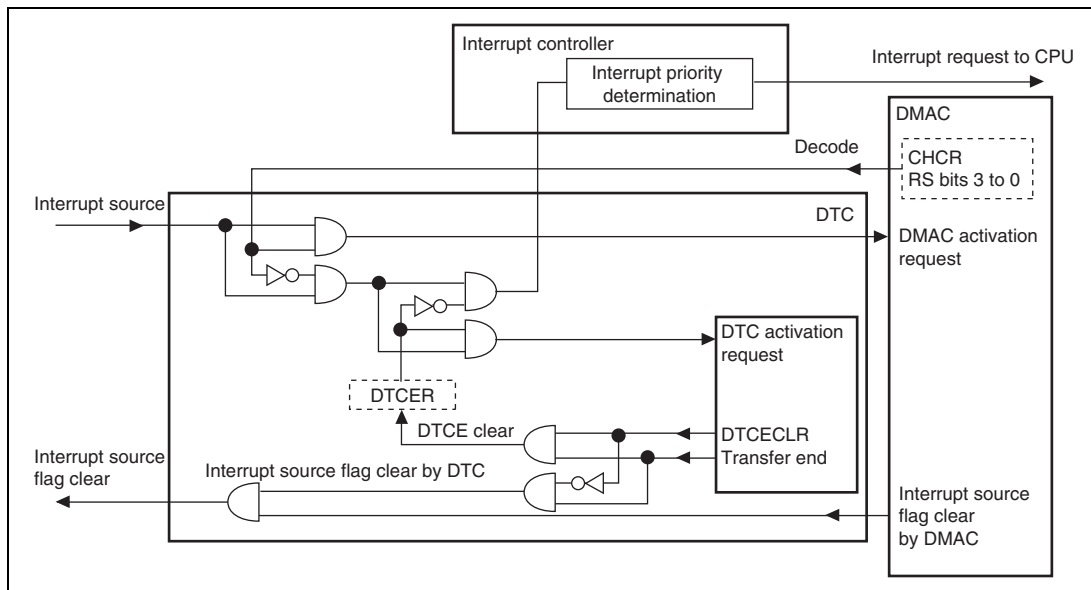 Interrupt controller
Interrupt priority
determination
Interrupt request to CPU
DMAC
CHCR
RS bits 3 to 0
Decode
Interrupt source
DTC
DMAC activation
request
DTC activation
request
DTCER
DTCE clear
DTCECLR
Transfer end
Interrupt source
flag clear
Interrupt source flag clear by DTC
Interrupt source
flag clear
by DMAC